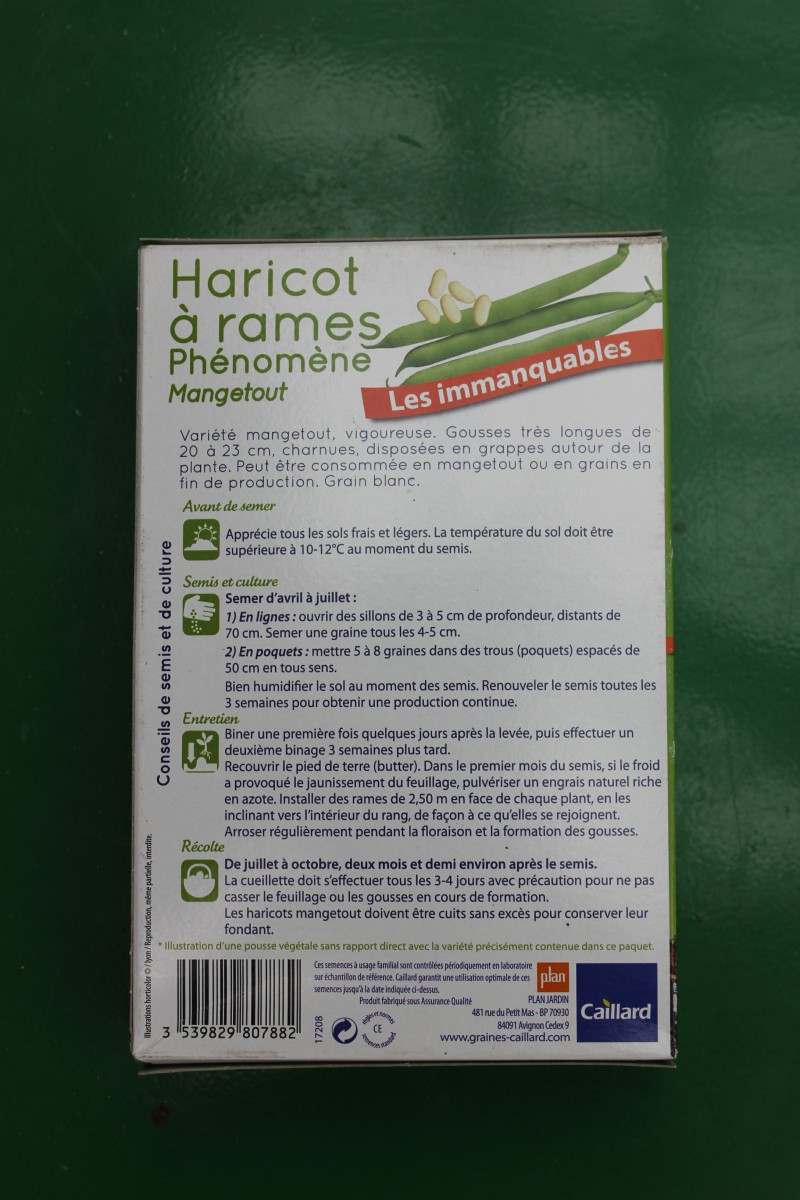 Haricot
à rames
Phénomène
Mangetout
Les immanquables
Variété mangetout, vigoureuse. Gousses très longues de
20 à 23 cm, charnues, disposées en grappes autour de la
plante. Peut être consommée en mangetout ou en grains en
fin de production. Grain blanc.
Conseils de semis et de culture
Avant de semer
Apprécie tous les sols frais et légers. La température du sol doit être
supérieure à 10-12°C au moment du semis.
Semis et culture
Semer d'avril à juillet :
1) En lignes : ouvrir des sillons de 3 à 5 cm de profondeur, distants de
70 cm. Semer une graine tous les 4-5 cm.
2) En poquets : mettre 5 à 8 graines dans des trous (poquets) espacés de
50 cm en tous sens.
Bien humidifier le sol au moment des semis. Renouveler le semis toutes les
3 semaines pour obtenir une production continue.
Entretien
Biner une première fois quelques jours après la levée, puis effectuer un
deuxième binage 3 semaines plus tard.
Recouvrir le pied de terre (butter). Dans le premier mois du semis, si le froid
a provoqué le jaunissement du feuillage, pulvériser un engrais naturel riche
en azote. Installer des rames de 2,50 m en face de chaque plant, en les
inclinant vers l'intérieur du rang, de façon à ce qu'elles se rejoignent.
Arroser régulièrement pendant la floraison et la formation des gousses.
Récolte
De juillet à octobre, deux mois et demi environ après le semis.
La cueillette doit s'effectuer tous les 3-4 jours avec précaution pour ne pas
casser le feuillage ou les gousses en cours de formation.
Les haricots mangetout doivent être cuits sans excès pour conserver leur
fondant.
* Illustration d'une pousse végétale sans rapport direct avec la variété précisément contenue dans ce paquet.
Illustrations horticolor © / lyon / Reproduction, même partielle, interdite.
3 539829 807882
17208
Ces semences à usage familial sont contrôlées périodiquement en laboratoire
sur échantillon de référence. Caillard garantit une utilisation optimale de ces
semences jusqu'à la date indiquée ci-dessus.
Produit fabriqué sous Assurance Qualité
règles et normes
CE
semences standard
plan
PLAN JARDIN
481 rue du Petit Mas - BP 70930
84091 Avignon Cedex 9
www.graines-caillard.com
Caillard